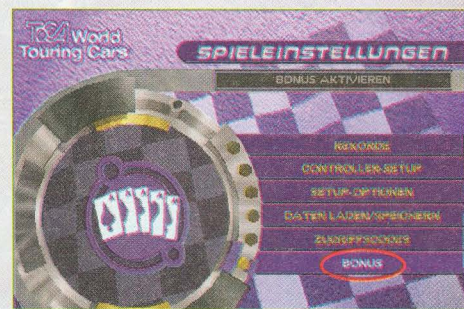 TOCA World
Touring Cars
SPIELEINSTELLUNGEN
BONUS AKTIVIEREN
REKORDE
CONTROLLER-SETUP
SETUP-OPTIONEN
DATEN LADEN/SPEICHERN
ZUGRIFFSCODES
BONUS